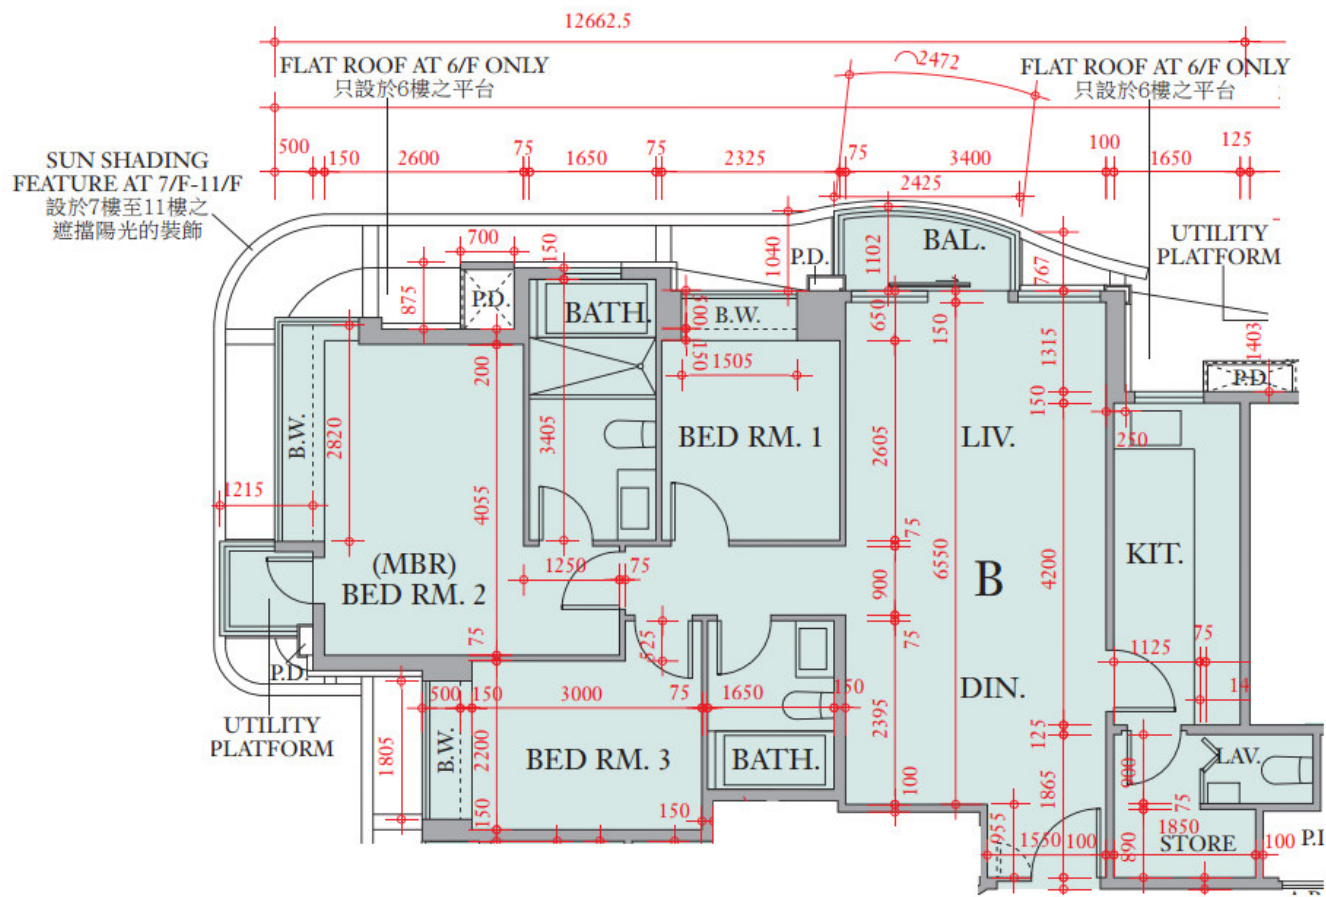 12662.5
2472
FLAT ROOF AT 6/F ONLY
只設於6樓之平台
FLAT ROOF AT 6/F ONLY
只設於6樓之平台
500
150
2600
75
1650
75
2325
75
3400
100
1650
125
2425
SUN SHADING
FEATURE AT 7/F-11/F
設於7樓至11樓之
遮擋陽光的裝飾
700
150
1040
1102
BAL.
767
UTILITY
PLATFORM
875
P.D.
P.D.
BATH.
500
B.W.
650
150
1315
1403
200
150
1505
P.D.
150
B.W.
2820
3405
BED RM. 1
2605
LIV.
250
1215
4055
75
6550
4200
KIT.
(MBR)
BED RM. 2
1250
75
900
B
75
525
75
1125
75
P.D.
14
500
150
3000
75
1650
150
DIN.
UTILITY
PLATFORM
1805
B.W.
2200
BED RM. 3
BATH.
2395
125
LAV.
900
100
1865
75
150
150
955
1550
100
890
1850
STORE
100